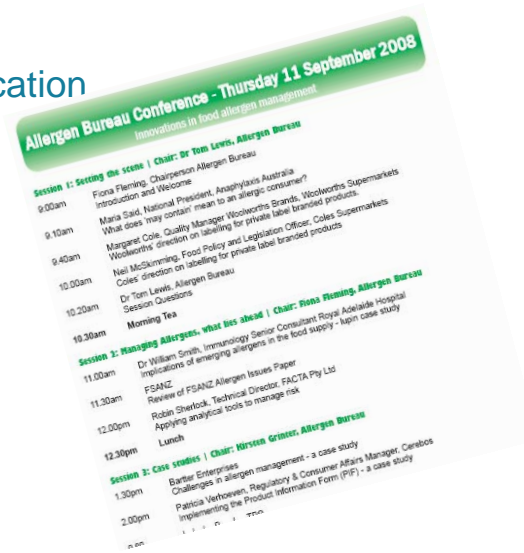 cation
Allergen Bureau Conference - Thursday 11 September 2008
Innovations in food allergen management
Session 1: Setting the scene | Chair: Dr Tom Lewis, Allergen Bureau
9:00am Fiona Fleming, Chairperson Allergen Bureau
Introduction and Welcome
9.10am Maria Said, National President, Anaphylaxis Australia
What does 'may contain' mean to an allergic consumer?
9.40am Margaret Cole, Quality Manager Woolworths Brands, Woolworths Supermarkets
Woolworths' direction on labelling for private label branded products.
10.00am Neil McSkimming, Food Policy and Legislation Officer, Coles Supermarkets
Coles' direction on labelling for private label branded products
10.20am Dr Tom Lewis, Allergen Bureau
Session Questions
10.30am Morning Tea
Session 2: Managing Allergens, what lies ahead | Chair: Fiona Fleming, Allergen Bureau
11.00am Dr William Smith, Immunology Senior Consultant Royal Adelaide Hospital
Implications of emerging allergens in the food supply - lupin case study
11.30am FSANZ
Review of FSANZ Allergen Issues Paper
12.00pm Robin Sherlock, Technical Director, FACTA Pty Ltd
Applying analytical tools to manage risk
12.30pm Lunch
Session 3: Case studies | Chair: Kirsten Grinter, Allergen Bureau
1.30pm Bartter Enterprises
Challenges in allergen management - a case study
2.00pm Patricia Verhoeven, Regulatory & Consumer Affairs Manager, Cerebos
Implementing the Product Information Form (PIF) - a case study